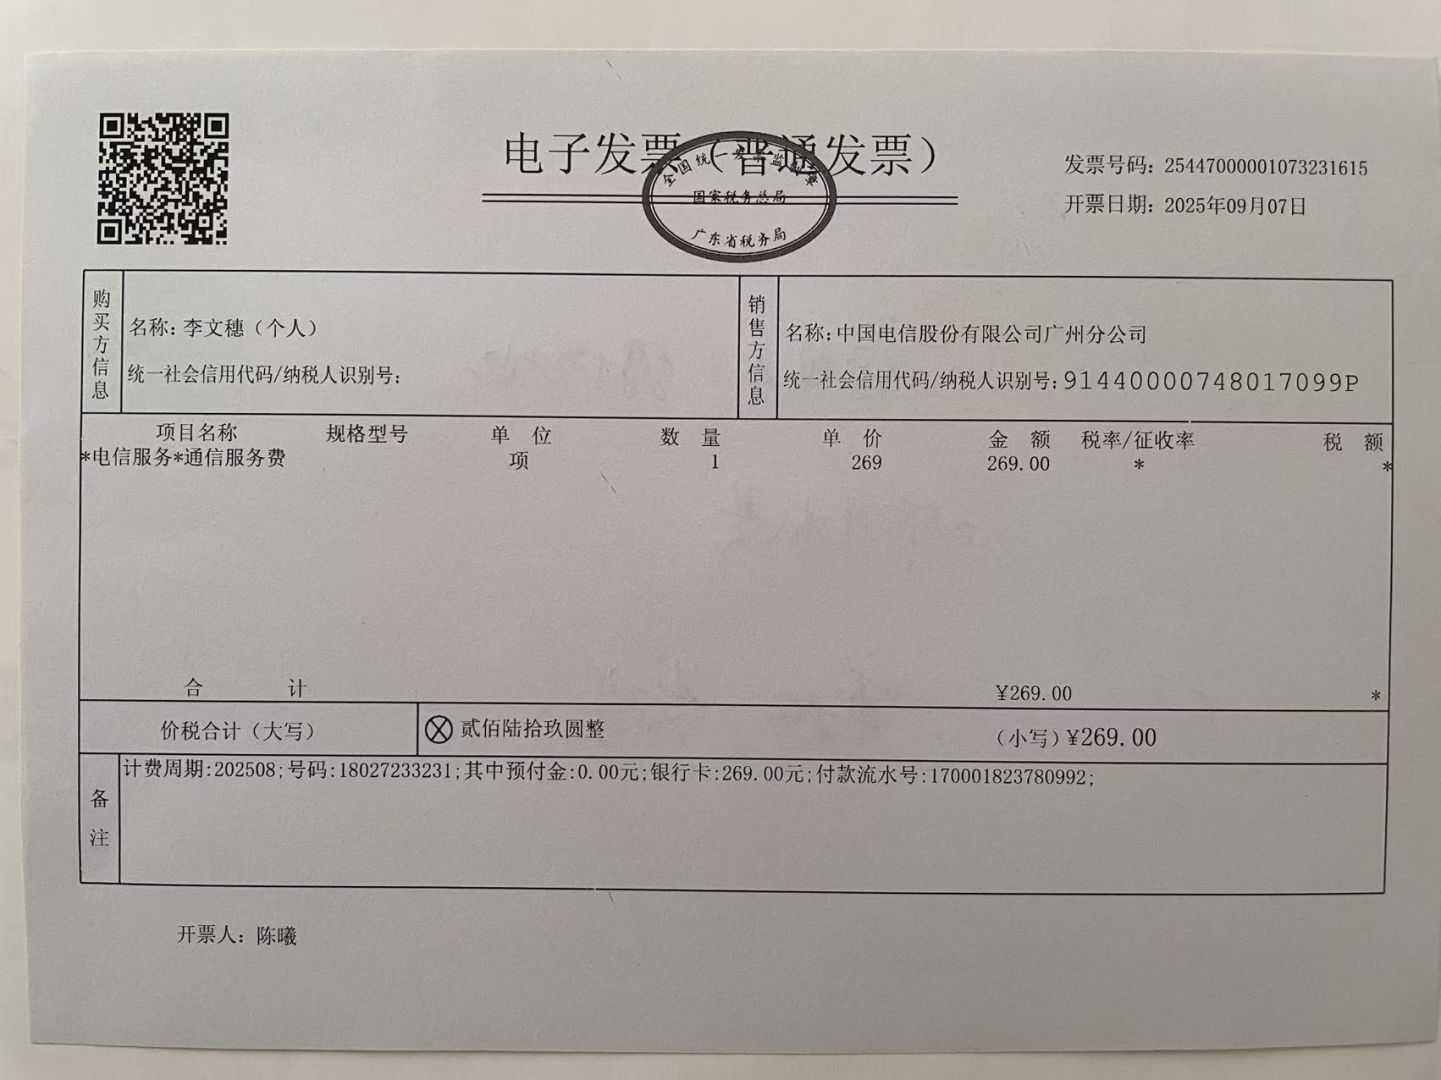 电子发票（普通发票）
全国统一发票监制章
国家税务总局
广东省税务局
发票号码：25447000001073231615
开票日期：2025年09月07日
购买方信息
名称：李文穗（个人）
统一社会信用代码/纳税人识别号：
销售方信息
名称：中国电信股份有限公司广州分公司
统一社会信用代码/纳税人识别号：91440000748017099P
项目名称 规格型号 单 位 数 量 单 价 金 额 税率/征收率 税 额
*电信服务*通信服务费 项 1 269 269.00 * *
合 计 ¥269.00 *
价税合计（大写） 贰佰陆拾玖圆整 （小写）¥269.00
备注
计费周期:202508;号码:18027233231;其中预付金:0.00元;银行卡:269.00元;付款流水号:170001823780992;
开票人：陈曦